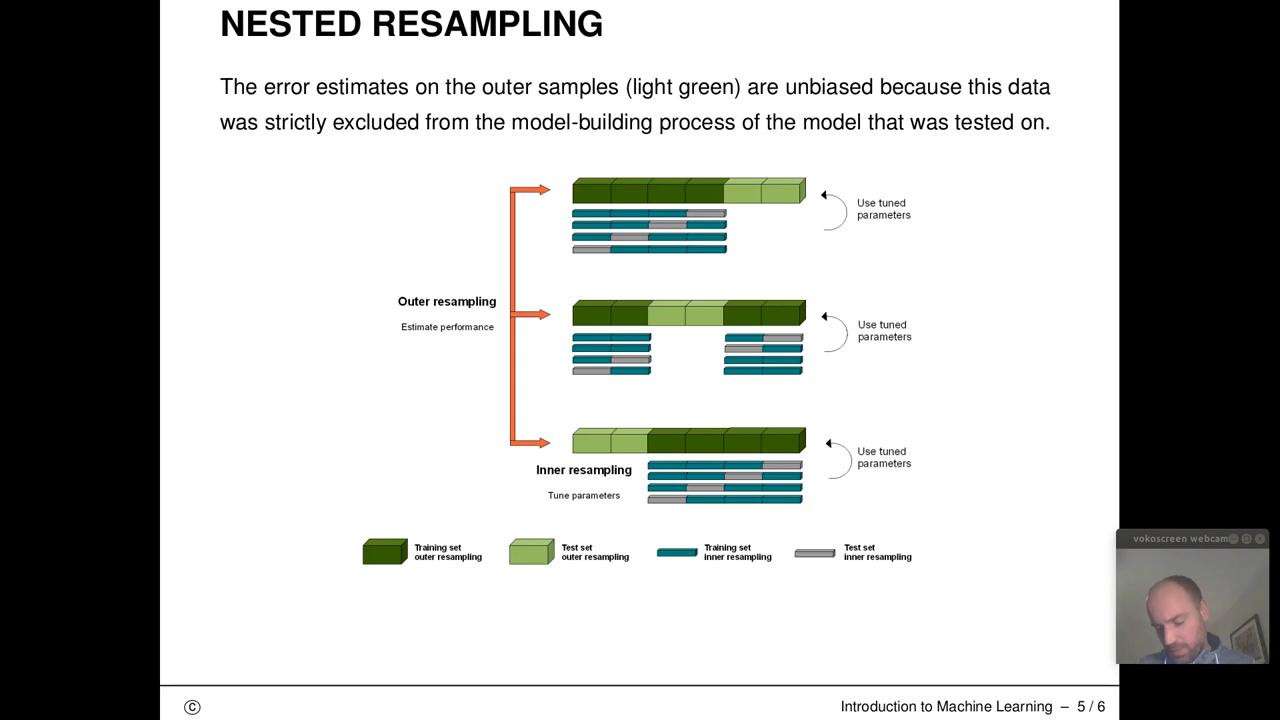 NESTED RESAMPLING
The error estimates on the outer samples (light green) are unbiased because this data
was strictly excluded from the model-building process of the model that was tested on.
Use tuned
parameters
Outer resampling
Estimate performance
Use tuned
parameters
Inner resampling
Tune parameters
Use tuned
parameters
Training set
outer resampling
Test set
outer resampling
Training set
inner resampling
Test set
inner resampling
vokoscreen webcam
©
Introduction to Machine Learning – 5 / 6